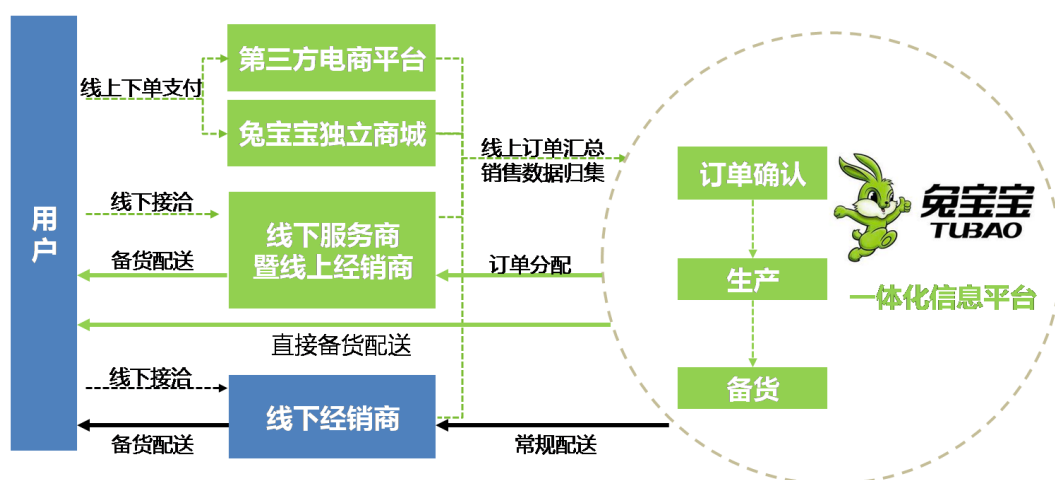 用户
线上下单支付
第三方电商平台
兔宝宝独立商城
线上订单汇总
销售数据归集
线下接洽
线下服务商
暨线上经销商
备货配送
订单分配
直接备货配送
线下接洽
线下经销商
备货配送
常规配送
订单确认
生产
备货
兔宝宝
TUBAO
一体化信息平台